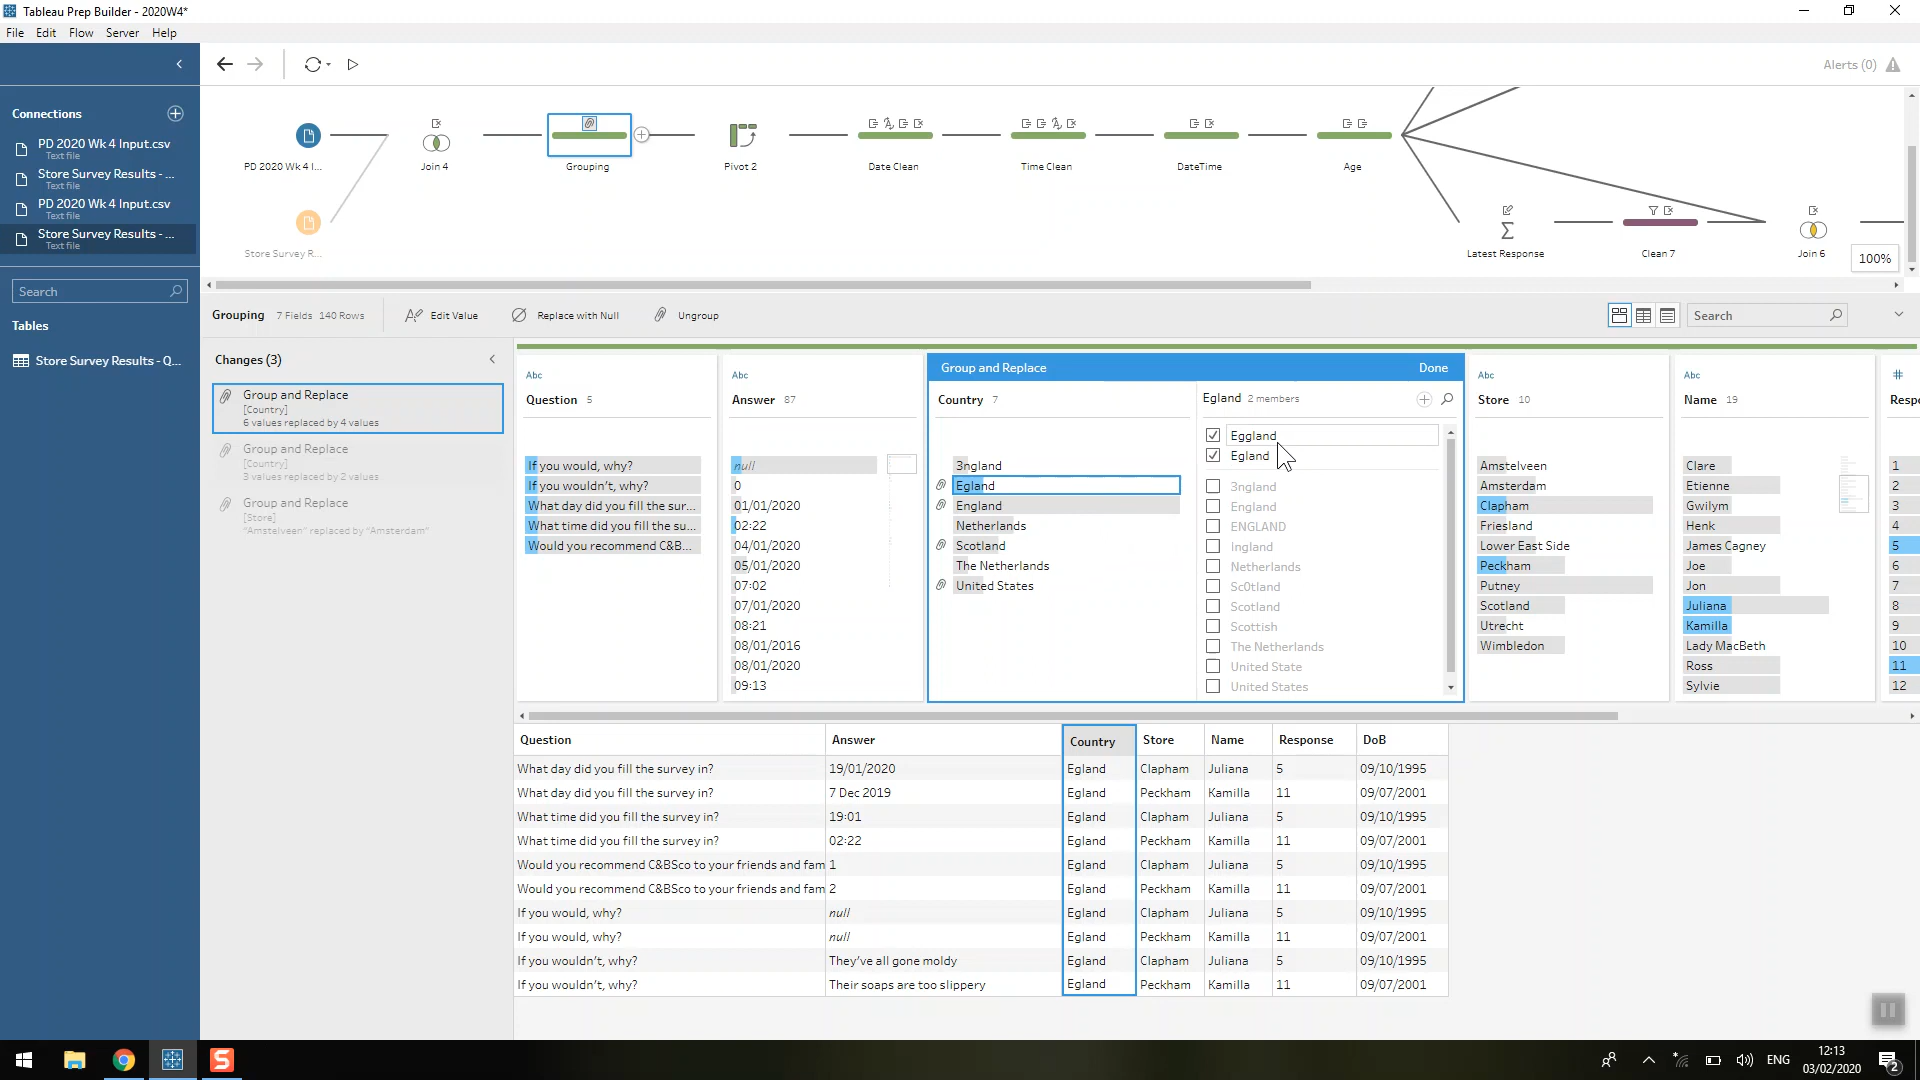 Tableau Prep Builder - 2020W4*
File Edit Flow Server Help
Alerts (0)
Connections
PD 2020 Wk 4 Input.csv
Text file
Store Survey Results - ...
Text file
PD 2020 Wk 4 Input.csv
Text file
Store Survey Results - ...
Text file
Search
Tables
Store Survey Results - Q...
PD 2020 Wk 4 I...
Join 4
Grouping
Pivot 2
Date Clean
Time Clean
DateTime
Age
Store Survey R...
Latest Response
Clean 7
Join 6
100%
Grouping 7 Fields 140 Rows
Edit Value
Replace with Null
Ungroup
Search
Changes (3)
Group and Replace
[Country]
6 values replaced by 4 values
Group and Replace
[Country]
3 values replaced by 2 values
Group and Replace
[Store]
"Amstelveen" replaced by "Amsterdam"
Abc
Question 5
If you would, why?
If you wouldn't, why?
What day did you fill the sur...
What time did you fill the su...
Would you recommend C&B...
Abc
Answer 87
null
0
01/01/2020
02:22
04/01/2020
05/01/2020
07:02
07/01/2020
08:21
08/01/2016
08/01/2020
09:13
Group and Replace Done
Country 7
3ngland
Egland
England
Netherlands
Scotland
The Netherlands
United States
Egland 2 members
Eggland
Egland
3ngland
England
ENGLAND
Ingland
Netherlands
Sc0tland
Scotland
Scottish
The Netherlands
United State
United States
Abc
Store 10
Amstelveen
Amsterdam
Clapham
Friesland
Lower East Side
Peckham
Putney
Scotland
Utrecht
Wimbledon
Abc
Name 19
Clare
Etienne
Gwilym
Henk
James Cagney
Joe
Jon
Juliana
Kamilla
Lady MacBeth
Ross
Sylvie
#
Respo
1
2
3
4
5
6
7
8
9
10
11
12
Question Answer Country Store Name Response DoB
What day did you fill the survey in? 19/01/2020 Egland Clapham Juliana 5 09/10/1995
What day did you fill the survey in? 7 Dec 2019 Egland Peckham Kamilla 11 09/07/2001
What time did you fill the survey in? 19:01 Egland Clapham Juliana 5 09/10/1995
What time did you fill the survey in? 02:22 Egland Peckham Kamilla 11 09/07/2001
Would you recommend C&BSco to your friends and fam 1 Egland Clapham Juliana 5 09/10/1995
Would you recommend C&BSco to your friends and fam 2 Egland Peckham Kamilla 11 09/07/2001
If you would, why? null Egland Clapham Juliana 5 09/10/1995
If you would, why? null Egland Peckham Kamilla 11 09/07/2001
If you wouldn't, why? They've all gone moldy Egland Clapham Juliana 5 09/10/1995
If you wouldn't, why? Their soaps are too slippery Egland Peckham Kamilla 11 09/07/2001
S
ENG
12:13
03/02/2020
2